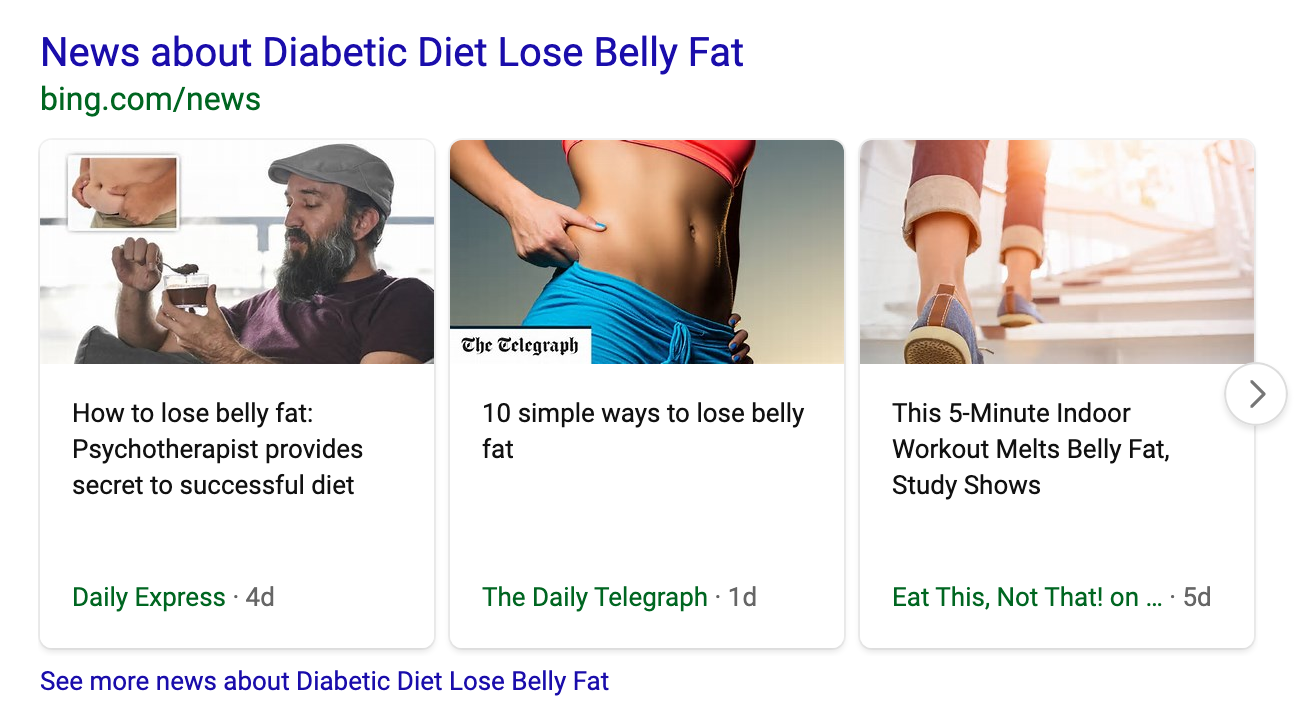 News about Diabetic Diet Lose Belly Fat
bing.com/news
The Telegraph
How to lose belly fat:
Psychotherapist provides
secret to successful diet
Daily Express · 4d
10 simple ways to lose belly
fat
The Daily Telegraph · 1d
This 5-Minute Indoor
Workout Melts Belly Fat,
Study Shows
Eat This, Not That! on ... · 5d
See more news about Diabetic Diet Lose Belly Fat